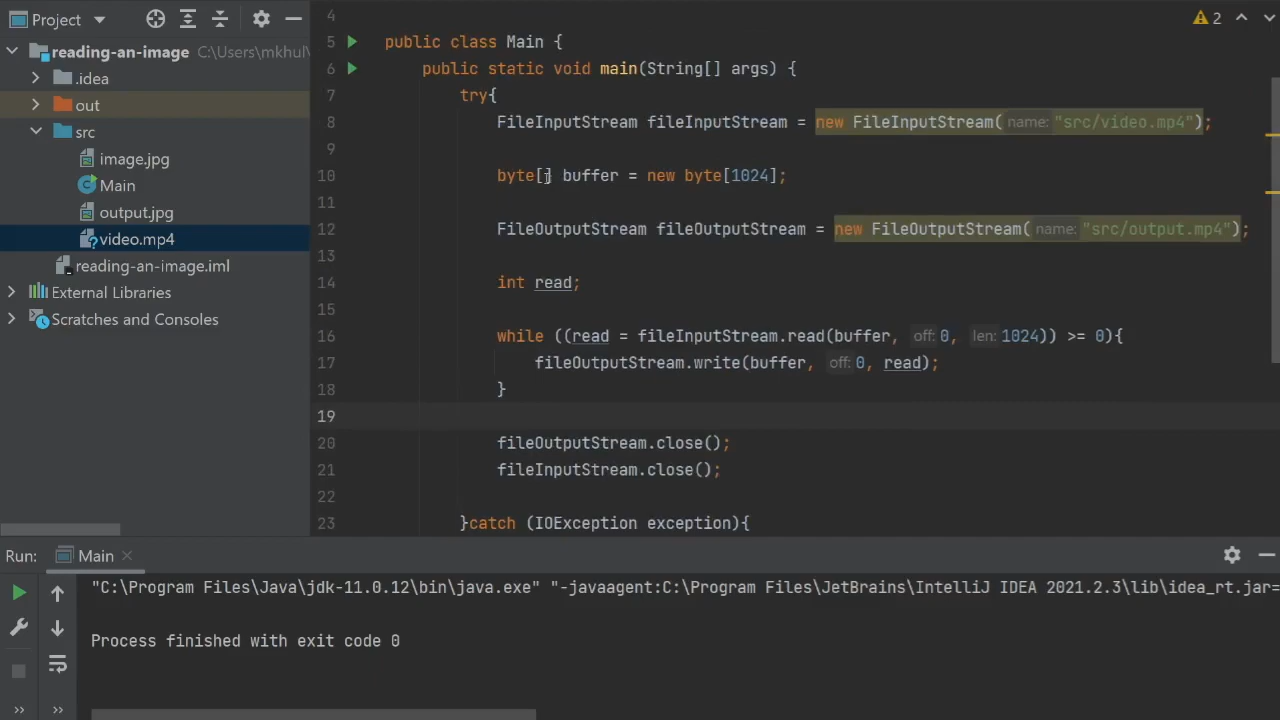 Project
reading-an-image C:\Users\mkhul\
.idea
out
src
image.jpg
Main
output.jpg
video.mp4
reading-an-image.iml
External Libraries
Scratches and Consoles
2
4
5 public class Main {
6 public static void main(String[] args) {
7 try{
8 FileInputStream fileInputStream = new FileInputStream( name: "src/video.mp4");
9
10 byte[] buffer = new byte[1024];
11
12 FileOutputStream fileOutputStream = new FileOutputStream( name: "src/output.mp4");
13
14 int read;
15
16 while ((read = fileInputStream.read(buffer, off: 0, len: 1024)) >= 0){
17 fileOutputStream.write(buffer, off: 0, read);
18 }
19
20 fileOutputStream.close();
21 fileInputStream.close();
22
23 }catch (IOException exception){
Run: Main
"C:\Program Files\Java\jdk-11.0.12\bin\java.exe" "-javaagent:C:\Program Files\JetBrains\IntelliJ IDEA 2021.2.3\lib\idea_rt.jar=
Process finished with exit code 0